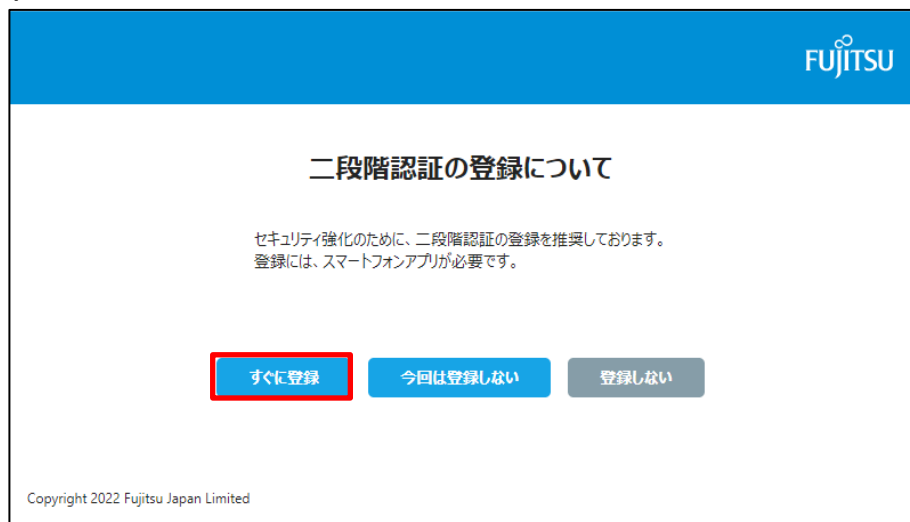 FUJITSU
二段階認証の登録について
セキュリティ強化のために、二段階認証の登録を推奨しております。
登録には、スマートフォンアプリが必要です。
すぐに登録
今回は登録しない
登録しない
Copyright 2022 Fujitsu Japan Limited